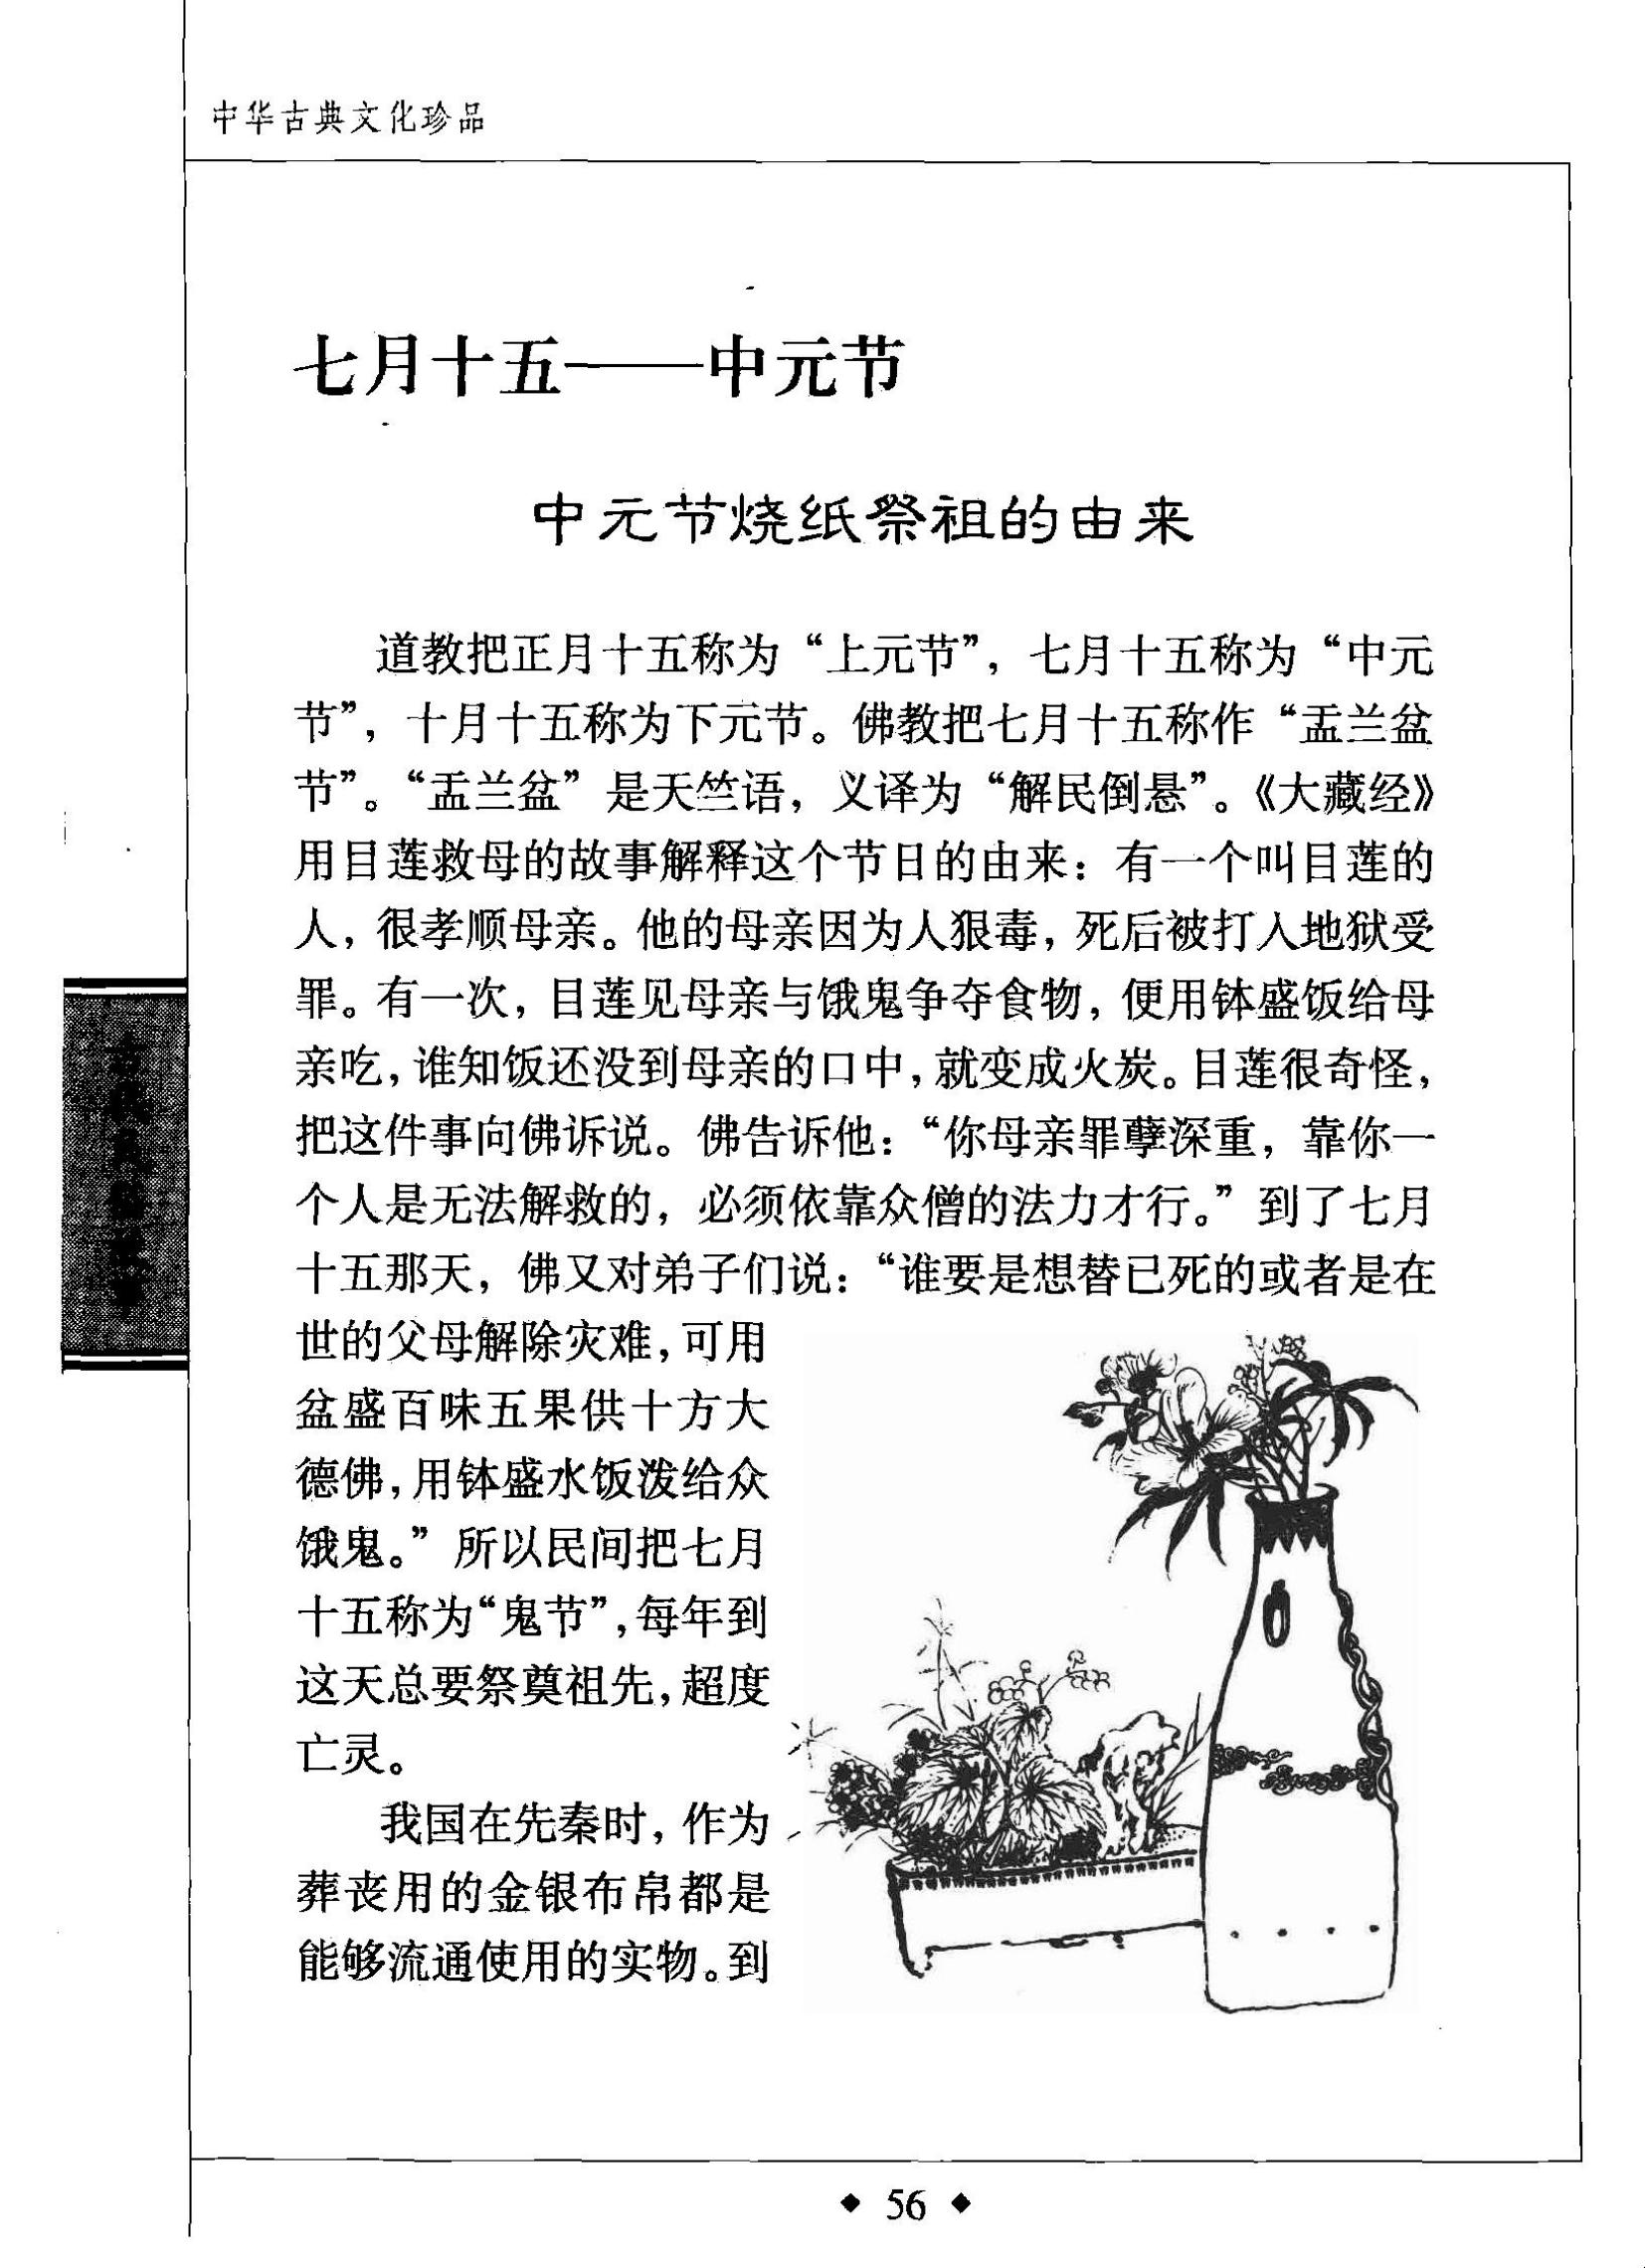 中华古典文化珍品
七月十五——中元节
中元节烧纸祭祖的由来
道教把正月十五称为“上元节”，七月十五称为“中元
节”，十月十五称为下元节。佛教把七月十五称作“盂兰盆
节”。“盂兰盆”是天竺语，义译为“解民倒悬”。《大藏经》
用目莲救母的故事解释这个节日的由来：有一个叫目莲的
人，很孝顺母亲。他的母亲因为人狠毒，死后被打入地狱受
罪。有一次，目莲见母亲与饿鬼争夺食物，便用钵盛饭给母
亲吃，谁知饭还没到母亲的口中，就变成火炭。目莲很奇怪，
把这件事向佛诉说。佛告诉他：“你母亲罪孽深重，靠你一
个人是无法解救的，必须依靠众僧的法力才行。”到了七月
十五那天，佛又对弟子们说：“谁要是想替已死的或者是在
世的父母解除灾难，可用
盆盛百味五果供十方大
德佛，用钵盛水饭泼给众
饿鬼。”所以民间把七月
十五称为“鬼节”，每年到
这天总要祭奠祖先，超度
亡灵。
我国在先秦时，作为
葬丧用的金银布帛都是
能够流通使用的实物。到
◆ 56 ◆